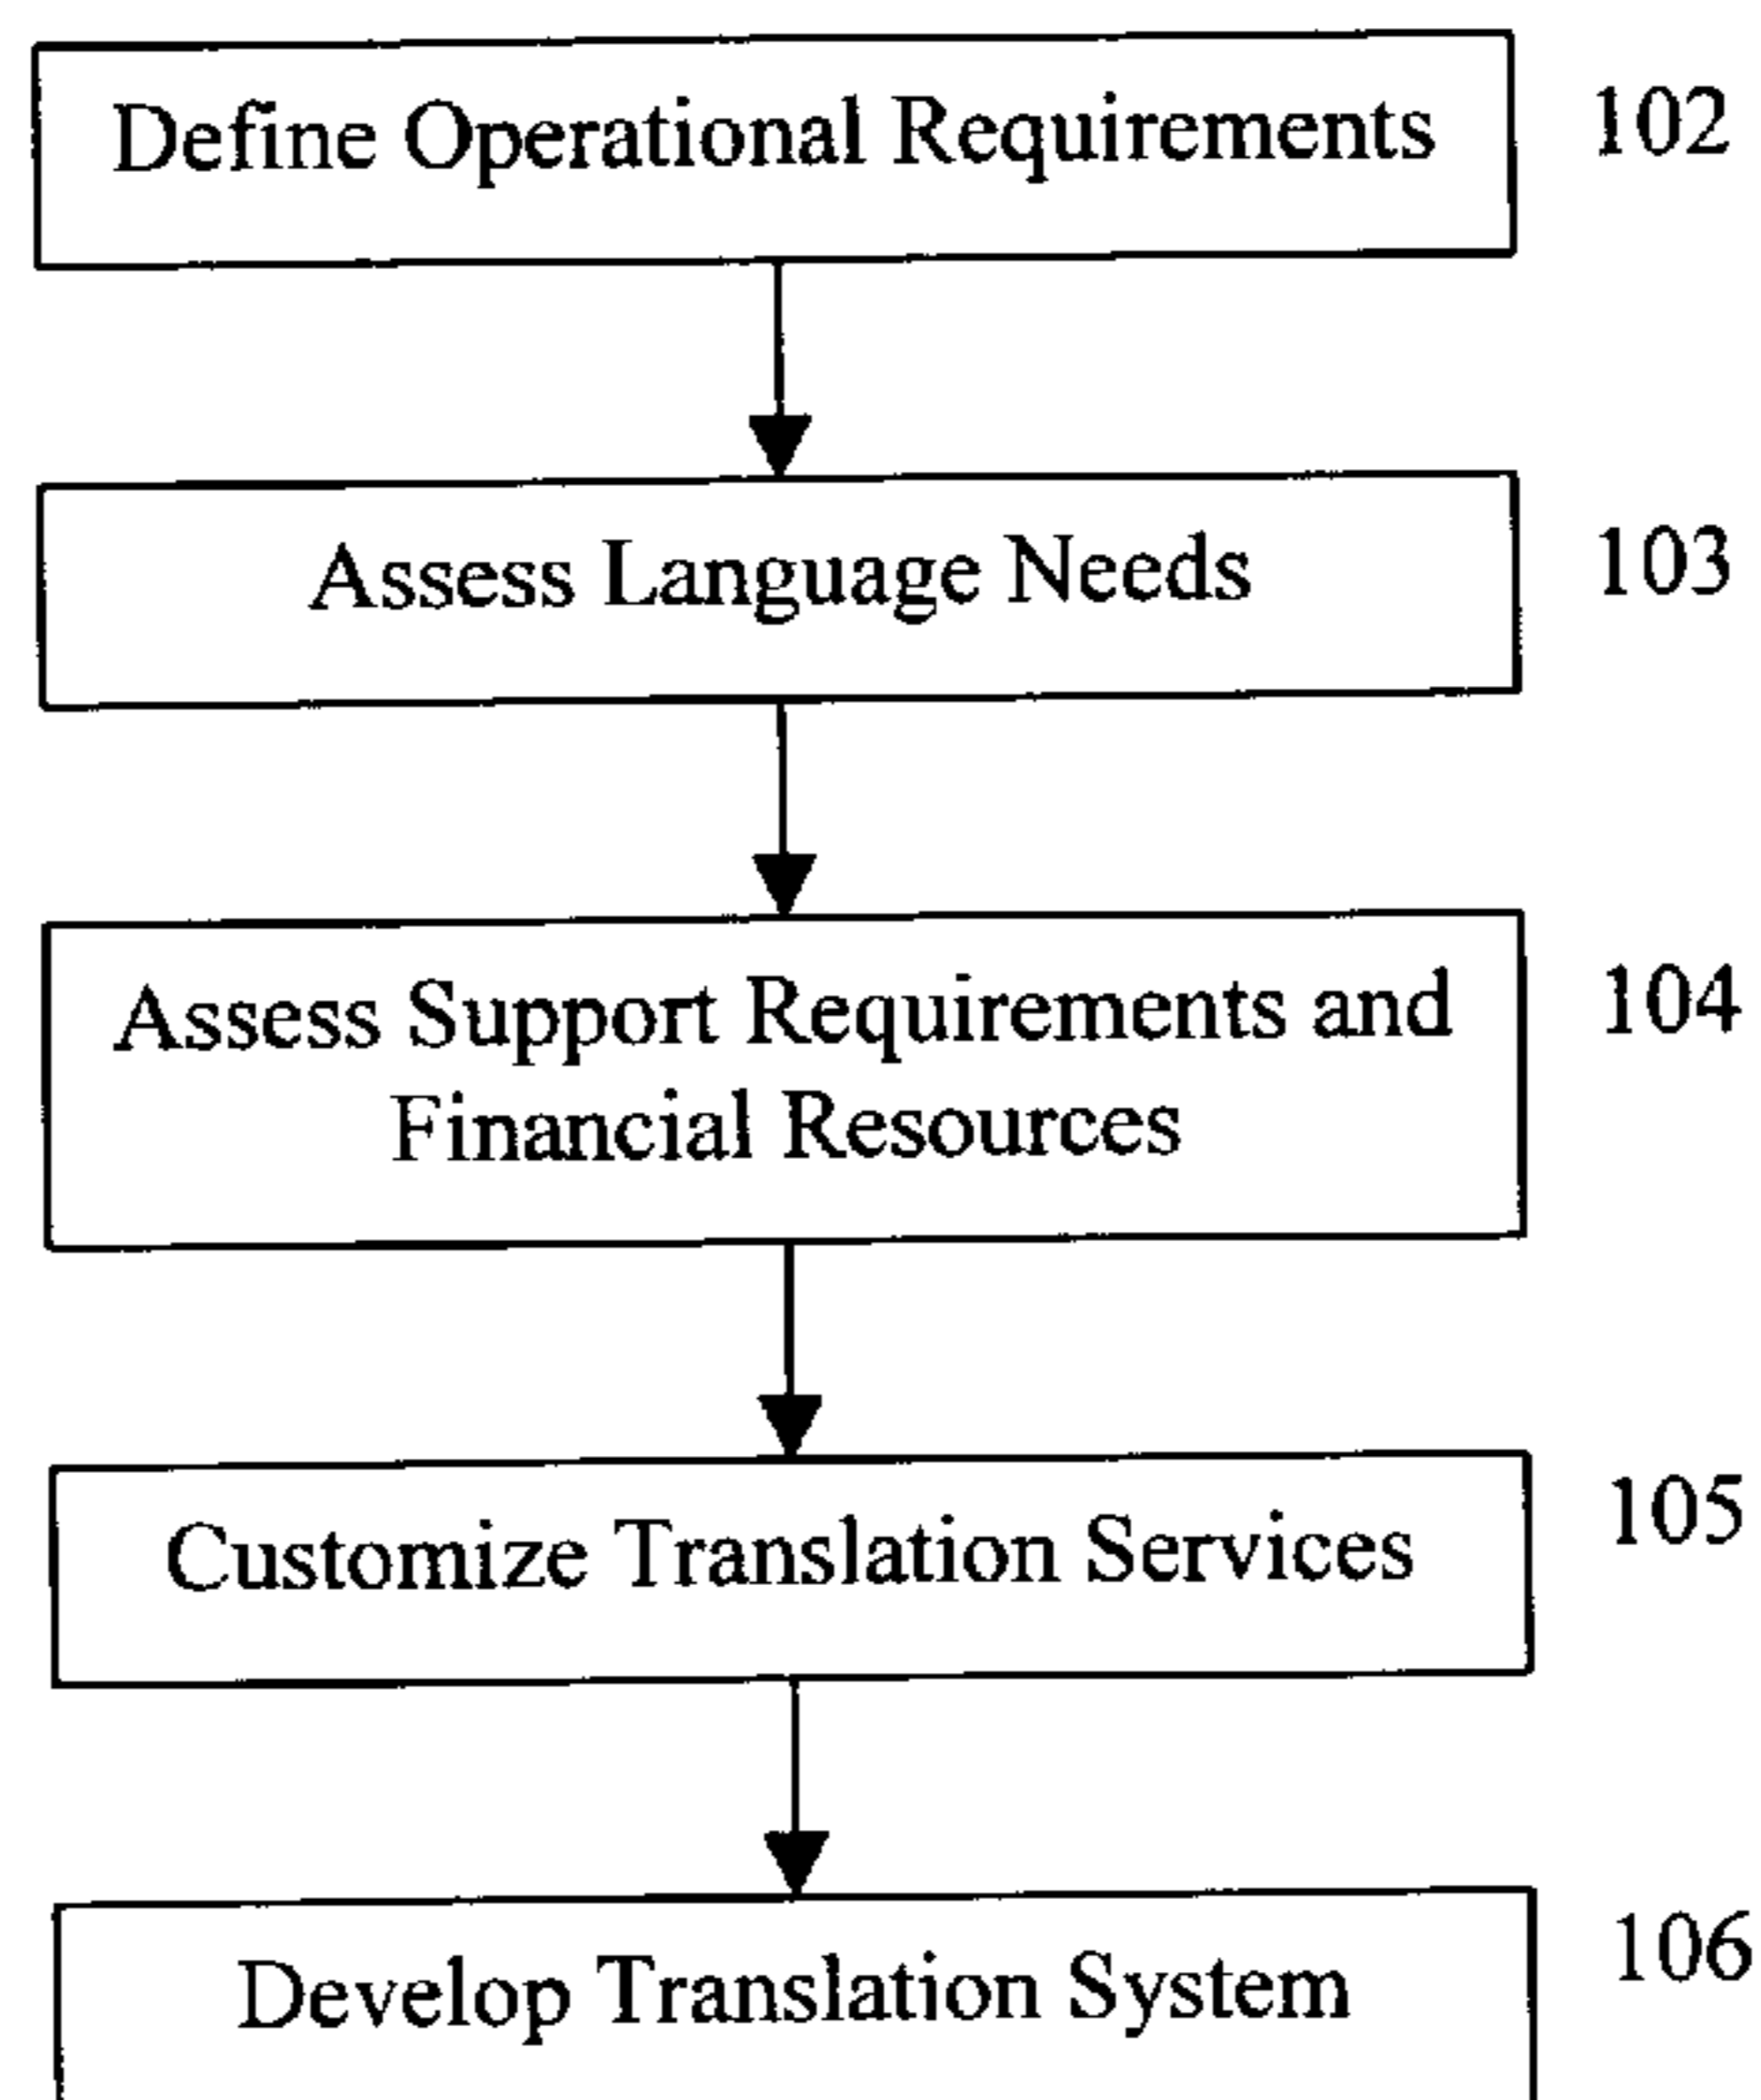 Define Operational Requirements 102
Assess Language Needs 103
Assess Support Requirements and 104
Financial Resources
Customize Translation Services 105
Develop Translation System 106